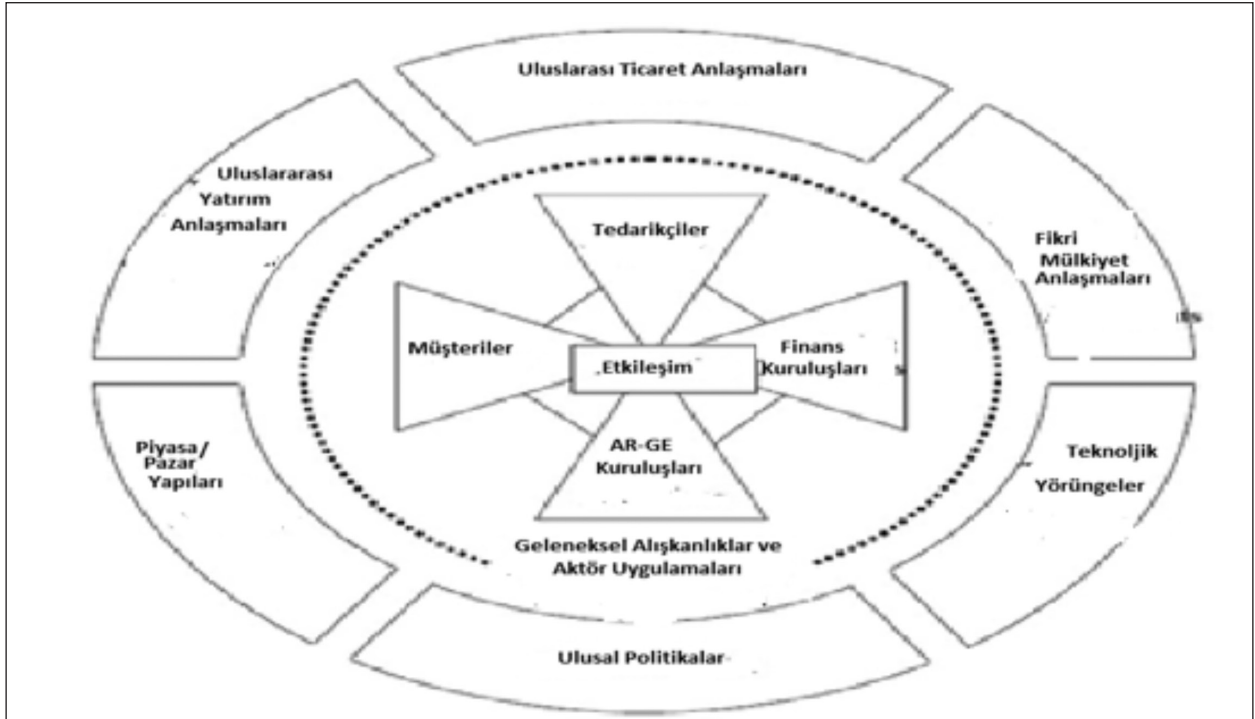 Uluslarası Ticaret Anlaşmaları
Uluslararası
Yatırım
Anlaşmaları
Fikri
Mülkiyet
Anlaşmaları
Tedarikçiler
Müşteriler
Etkileşim
Finans
Kuruluşları
AR-GE
Kuruluşları
Piyasa/
Pazar
Yapıları
Teknoljik
Yörüngeler
Geleneksel Alışkanlıklar ve
Aktör Uygulamaları
Ulusal Politikalar